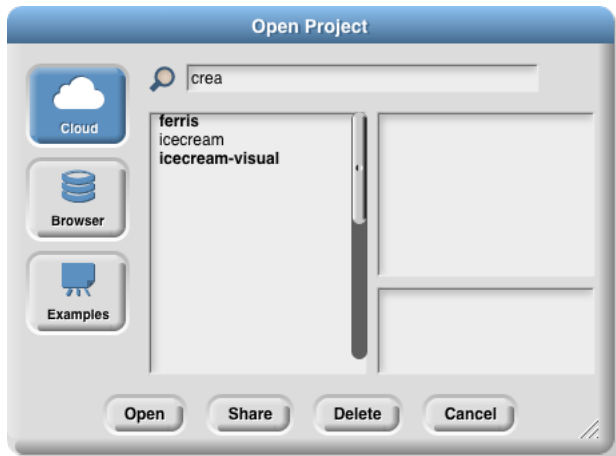 Open Project
crea
Cloud
ferris
icecream
icecream-visual
Browser
Examples
Open Share Delete Cancel